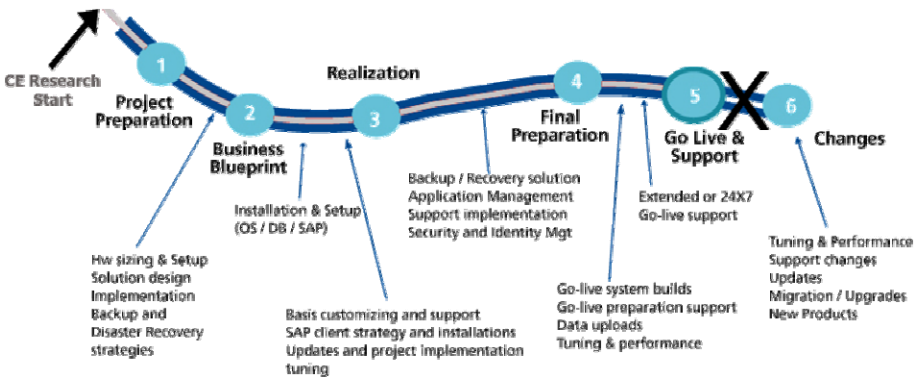 CE Research
Start
1
Project
Preparation
2
Business
Blueprint
Realization
3
4
Final
Preparation
5
Go Live &
Support
6
Changes
Hw sizing & Setup
Solution design
Implementation
Backup and
Disaster Recovery
strategies
Installation & Setup
(OS / DB / SAP)
Basis customizing and support
SAP client strategy and installations
Updates and project implementation
tuning
Backup / Recovery solution
Application Management
Support implementation
Security and Identity Mgt
Go-live system builds
Go-live preparation support
Data uploads
Tuning & performance
Extended or 24X7
Go-live support
Tuning & Performance
Support changes
Updates
Migration / Upgrades
New Products